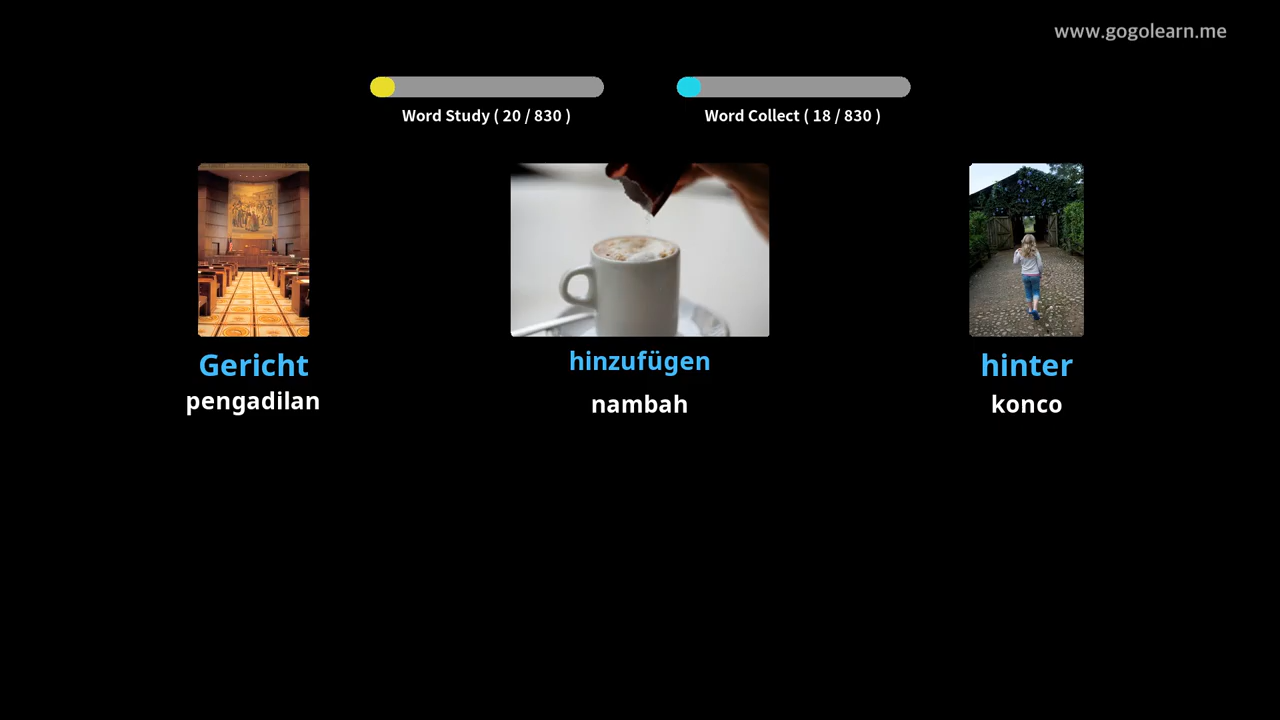 www.gogolearn.me
Word Study ( 20 / 830 )
Word Collect ( 18 / 830 )
Gericht
pengadilan
hinzufügen
nambah
hinter
konco